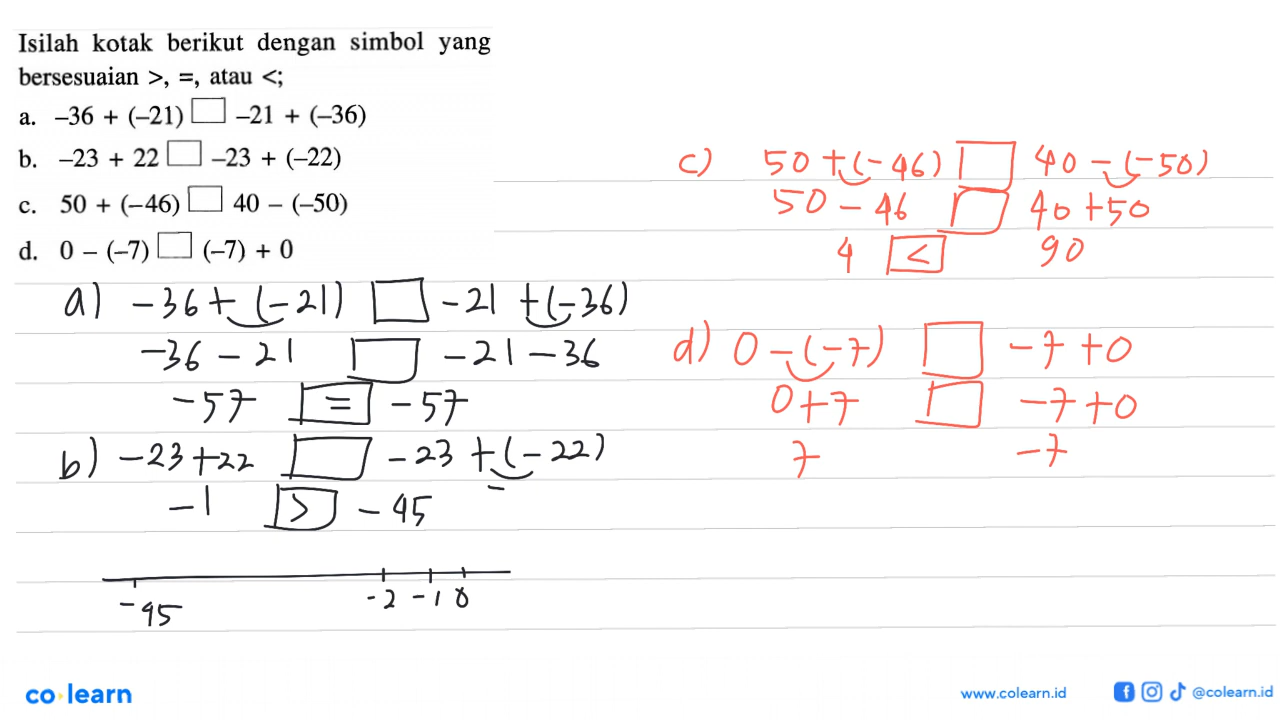 Isilah kotak berikut dengan simbol yang
bersesuaian >, =, atau <;
a. –36 + (–21) □ –21 + (–36)
b. –23 + 22 □ –23 + (–22)
c. 50 + (–46) □ 40 – (–50)
d. 0 – (–7) □ (–7) + 0
a) -36 + (-21) □ -21 + (-36)
-36 - 21 □ -21 - 36
-57 = -57
b) -23 + 22 □ -23 + (-22)
-1 > -45
-45 -2 -1 0
c) 50 + (-46) □ 40 - (-50)
50 - 46 □ 40 + 50
4 < 90
d) 0 - (-7) □ -7 + 0
0 + 7 □ -7 + 0
7 -7
co learn
www.colearn.id @colearn.id